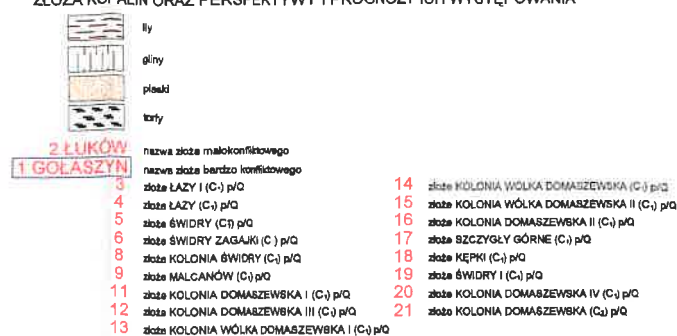 ZŁOŻA KOPALIN ORAZ PERSPEKTYWY I PROGNOZY ICH WYSTĘPOWANIA
iły
gliny
piaski
torfy
2 ŁUKÓW nazwa złoża małokonfliktowego
1 GOŁASZYN nazwa złoża bardzo konfliktowego
3 złoże ŁAZY I (C₁) p/Q
4 złoże ŁAZY (C₁) p/Q
5 złoże ŚWIDRY (C₁) p/Q
6 złoże ŚWIDRY ZAGAJKI (C ) p/Q
8 złoże KOLONIA ŚWIDRY (C₁) p/Q
9 złoże MALCANÓW (C₁) p/Q
11 złoże KOLONIA DOMASZEWSKA I (C₁) p/Q
12 złoże KOLONIA DOMASZEWSKA III (C₁) p/Q
13 złoże KOLONIA WÓLKA DOMASZEWSKA I (C₁) p/Q
14 złoże KOLONIA WÓLKA DOMASZEWSKA (C₁) p/Q
15 złoże KOLONIA WÓLKA DOMASZEWSKA II (C₁) p/Q
16 złoże KOLONIA DOMASZEWSKA II (C₁) p/Q
17 złoże SZCZYGŁY GÓRNE (C₁) p/Q
18 złoże KĘPKI (C₁) p/Q
19 złoże ŚWIDRY I (C₁) p/Q
20 złoże KOLONIA DOMASZEWSKA IV (C₁) p/Q
21 złoże KOLONIA DOMASZEWSKA (C₂) p/Q